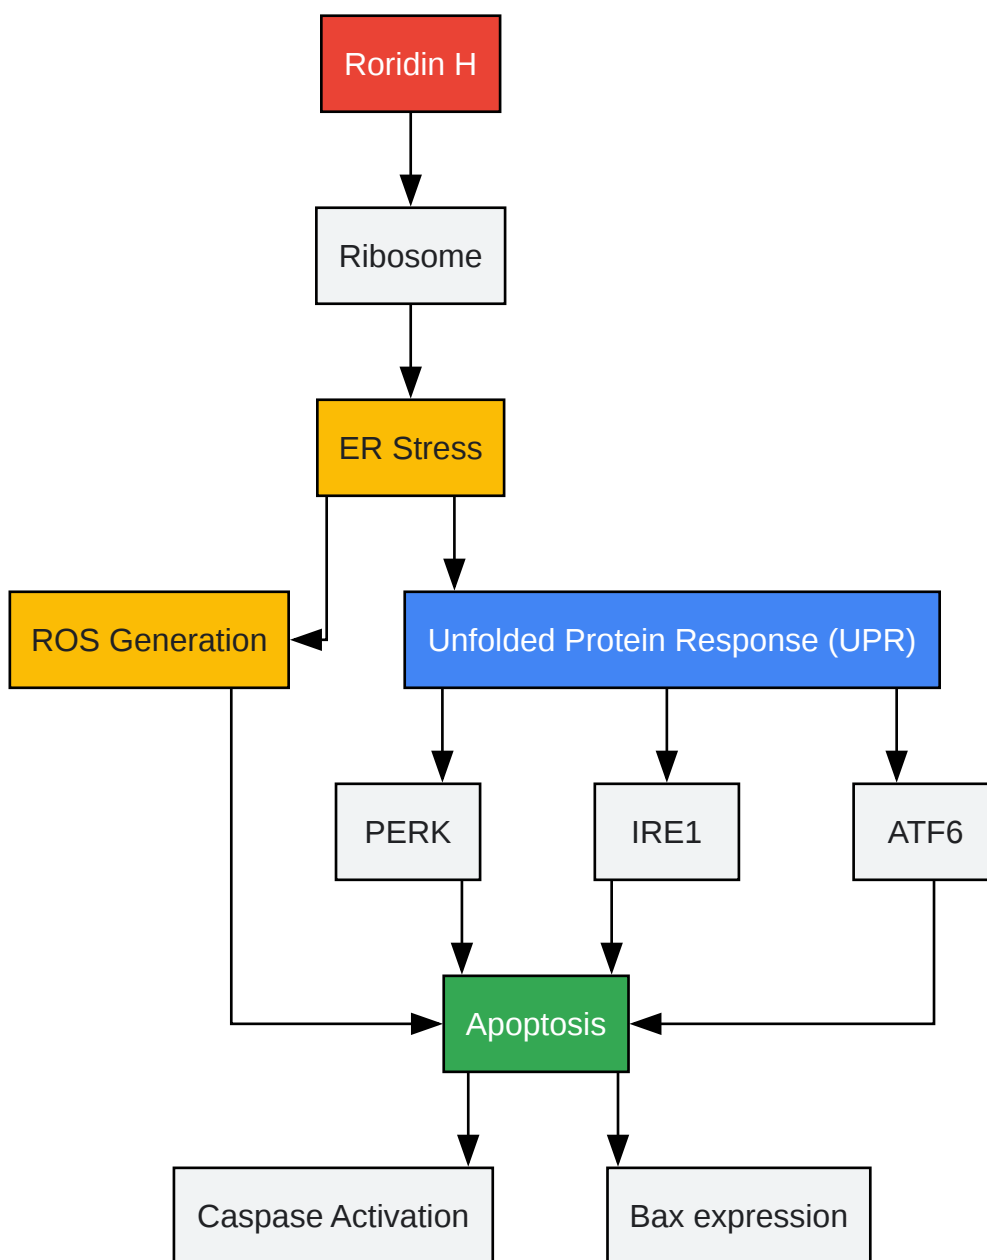 Roridin H
Ribosome
ER Stress
ROS Generation
Unfolded Protein Response (UPR)
PERK
IRE1
ATF6
Apoptosis
Caspase Activation
Bax expression